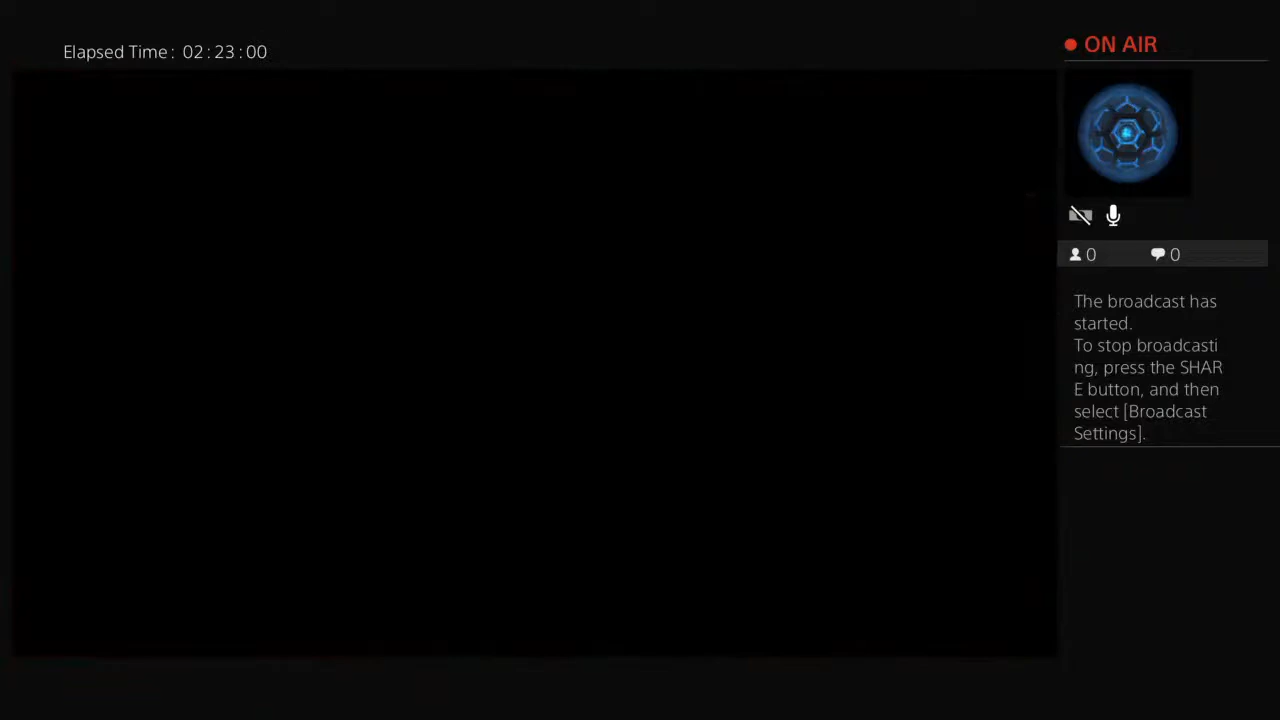 Elapsed Time: 02:23:00
ON AIR
0 0
The broadcast has
started.
To stop broadcasti
ng, press the SHAR
E button, and then
select [Broadcast
Settings].